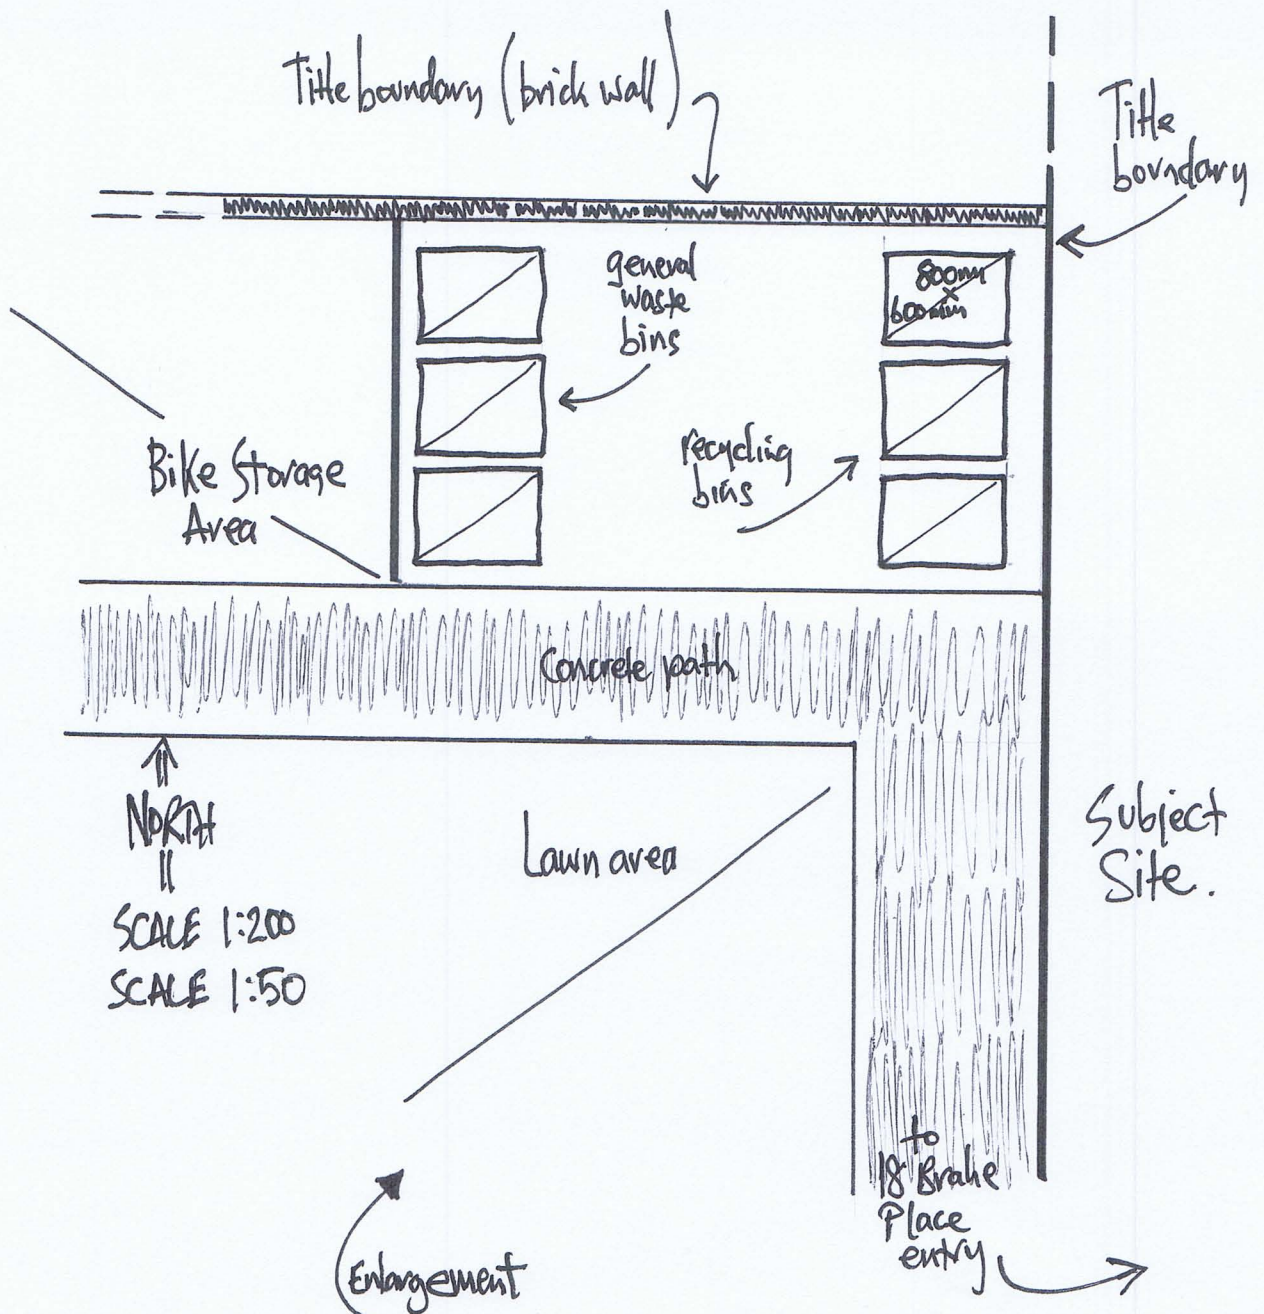 Title boundary (brick wall)
Title
boundary
general
waste
bins
800mm
x
600mm
recycling
bins
Bike Storage
Area
Concrete path
NORTH
SCALE 1:200
SCALE 1:50
Lawn area
Subject
Site.
to
18 Brake
Place
entry
Enlargement